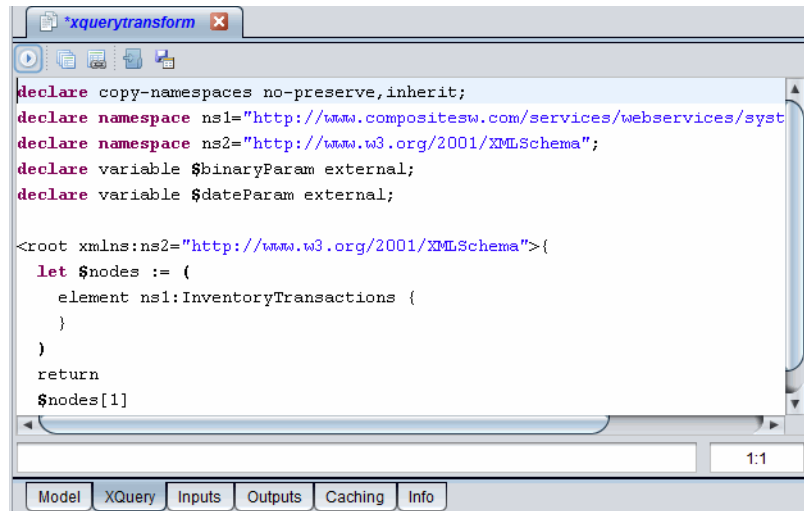 *xquerytransform
declare copy-namespaces no-preserve,inherit;
declare namespace ns1="http://www.compositesw.com/services/webservices/syst
declare namespace ns2="http://www.w3.org/2001/XMLSchema";
declare variable $binaryParam external;
declare variable $dateParam external;
<root xmlns:ns2="http://www.w3.org/2001/XMLSchema">{
let $nodes := (
element ns1:InventoryTransactions {
}
)
return
$nodes[1]
1:1
Model XQuery Inputs Outputs Caching Info